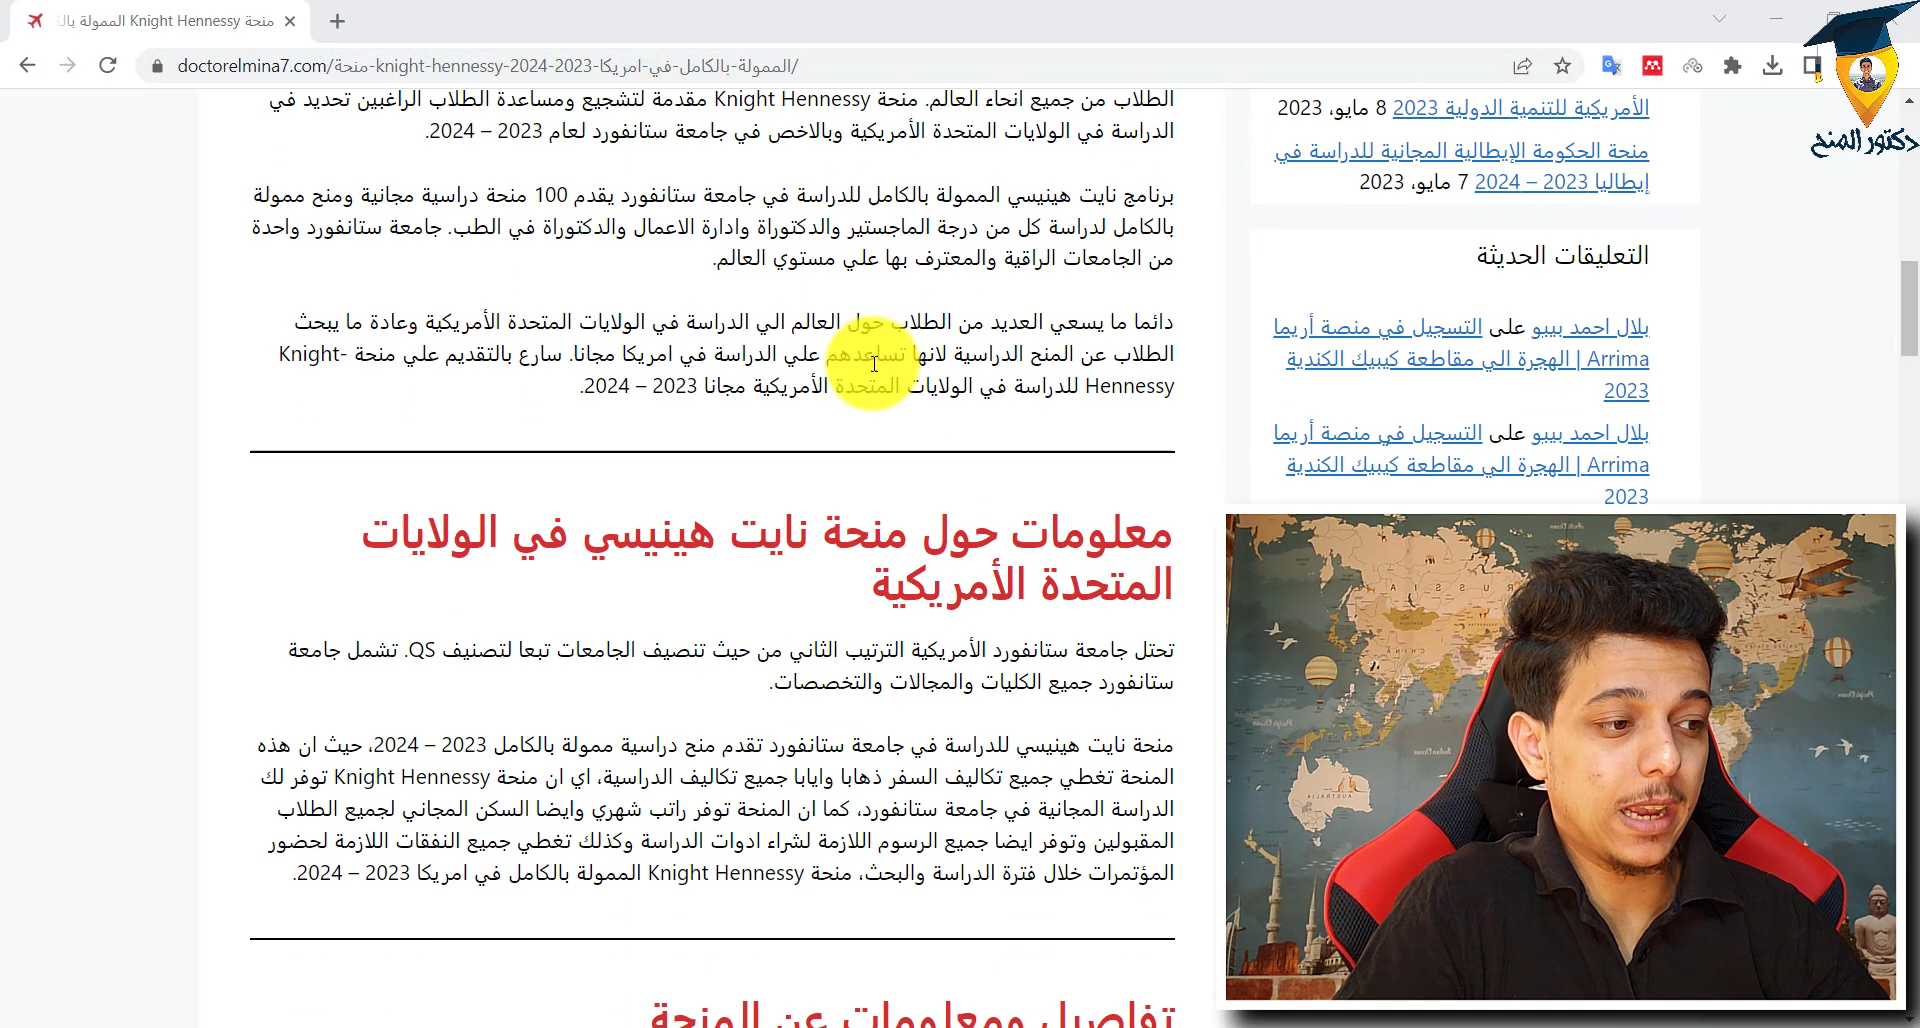 منحة Knight Hennessy الممولة بال
doctorelmina7.com/منحة-knight-hennessy-2024-2023-الممولة-بالكامل-في-امريكا/
دكتور المنح
الطلاب من جميع انحاء العالم. منحة Knight Hennessy مقدمة لتشجيع ومساعدة الطلاب الراغبين تحديد في
الدراسة في الولايات المتحدة الأمريكية وبالاخص في جامعة ستانفورد لعام 2023 – 2024.
برنامج نايت هينيسي الممولة بالكامل للدراسة في جامعة ستانفورد يقدم 100 منحة دراسية مجانية ومنح ممولة
بالكامل لدراسة كل من درجة الماجستير والدكتوراة وادارة الاعمال والدكتوراة في الطب. جامعة ستانفورد واحدة
من الجامعات الراقية والمعترف بها علي مستوي العالم.
دائما ما يسعي العديد من الطلاب حول العالم الي الدراسة في الولايات المتحدة الأمريكية وعادة ما يبحث
الطلاب عن المنح الدراسية لانها تساعدهم علي الدراسة في امريكا مجانا. سارع بالتقديم علي منحة Knight-
Hennessy للدراسة في الولايات المتحدة الأمريكية مجانا 2023 – 2024.
معلومات حول منحة نايت هينيسي في الولايات
المتحدة الأمريكية
تحتل جامعة ستانفورد الأمريكية الترتيب الثاني من حيث تنصيف الجامعات تبعا لتصنيف QS. تشمل جامعة
ستانفورد جميع الكليات والمجالات والتخصصات.
منحة نايت هينيسي للدراسة في جامعة ستانفورد تقدم منح دراسية ممولة بالكامل 2023 – 2024، حيث ان هذه
المنحة تغطي جميع تكاليف السفر ذهابا وايابا جميع تكاليف الدراسية، اي ان منحة Knight Hennessy توفر لك
الدراسة المجانية في جامعة ستانفورد، كما ان المنحة توفر راتب شهري وايضا السكن المجاني لجميع الطلاب
المقبولين وتوفر ايضا جميع الرسوم اللازمة لشراء ادوات الدراسة وكذلك تغطي جميع النفقات اللازمة لحضور
المؤتمرات خلال فترة الدراسة والبحث، منحة Knight Hennessy الممولة بالكامل في امريكا 2023 – 2024.
تفاصيل ومعلومات عن المنحة
الأمريكية للتنمية الدولية 2023 8 مايو، 2023
منحة الحكومة الإيطالية المجانية للدراسة في
إيطاليا 2023 – 2024 7 مايو، 2023
التعليقات الحديثة
بلال احمد بيبو على التسجيل في منصة أريما
Arrima | الهجرة الي مقاطعة كيبيك الكندية
2023
بلال احمد بيبو على التسجيل في منصة أريما
Arrima | الهجرة الي مقاطعة كيبيك الكندية
2023
RUSSIA
CHINA
AUSTRALIA